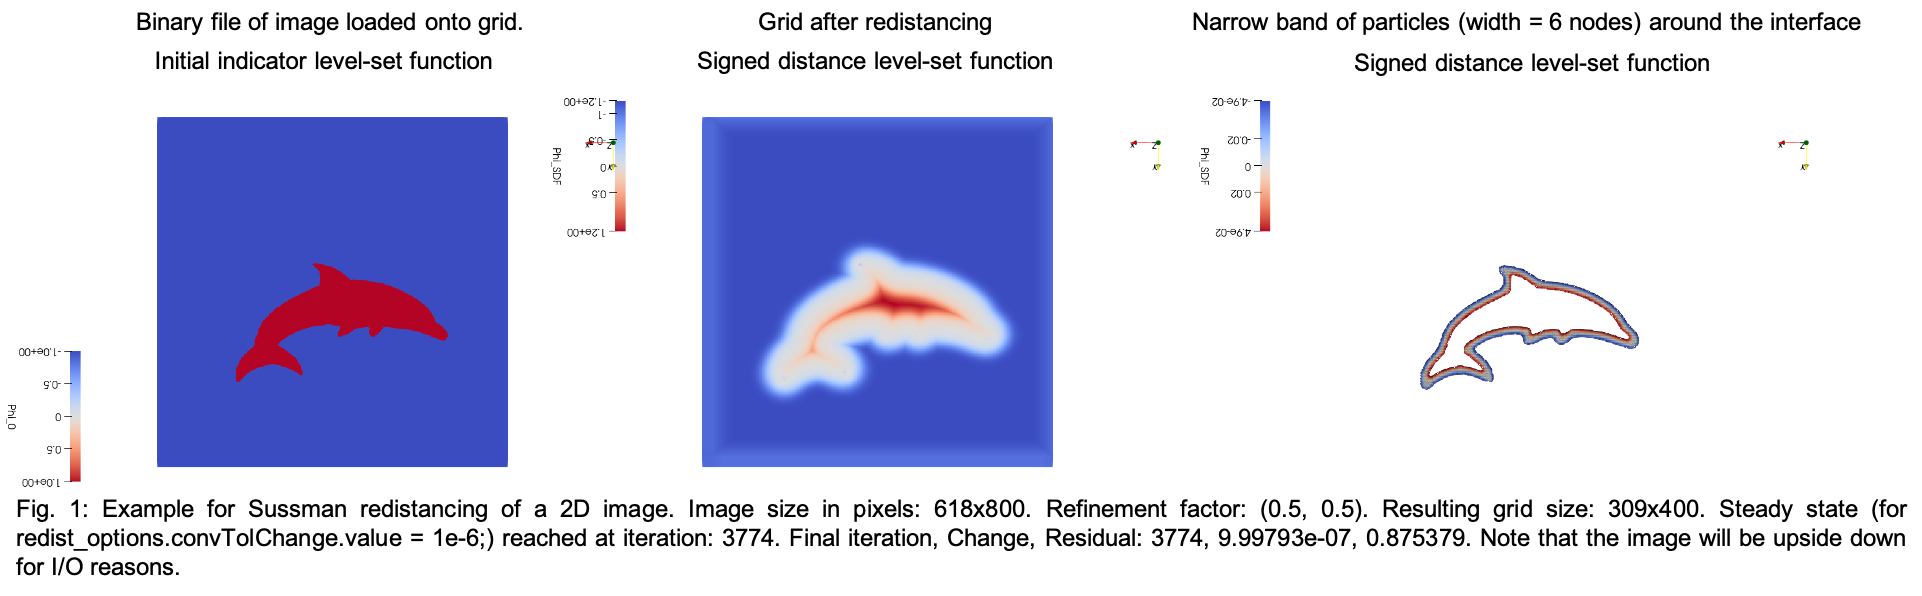 Binary file of image loaded onto grid.
Initial indicator level-set function
Grid after redistancing
Signed distance level-set function
Narrow band of particles (width = 6 nodes) around the interface
Signed distance level-set function
-1.0e+00
-0.5
0
0.5
1.0e+00
Phi_0
-1.2e+00
-1
-0.5
0
0.5
1.2e+00
Phi_SDF
X
Z
Y
X
Z
Y
-4.9e-02
-0.02
0
0.02
4.9e-02
Phi_SDF
X
Z
Y
Fig. 1: Example for Sussman redistancing of a 2D image. Image size in pixels: 618x800. Refinement factor: (0.5, 0.5). Resulting grid size: 309x400. Steady state (for
redist_options.convTolChange.value = 1e-6;) reached at iteration: 3774. Final iteration, Change, Residual: 3774, 9.99793e-07, 0.875379. Note that the image will be upside down
for I/O reasons.